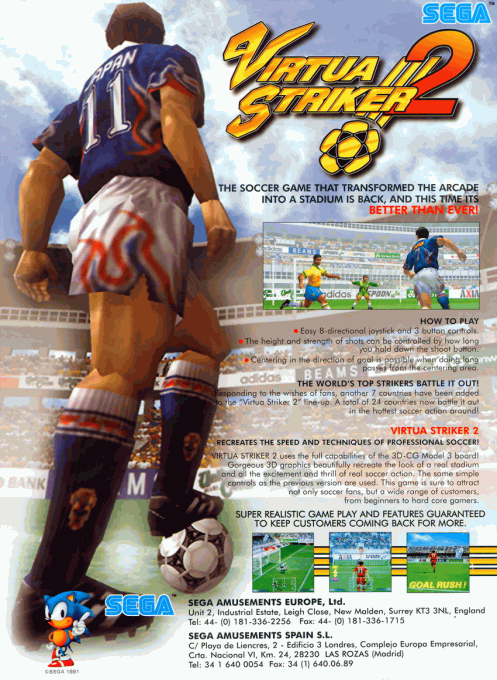 SEGA™
VIRTUA
STRIKER 2
JAPAN
11
THE SOCCER GAME THAT TRANSFORMED THE ARCADE
INTO A STADIUM IS BACK, AND THIS TIME ITS
BETTER THAN EVER!
BEAMS
adidas SPOON AXIA
HOW TO PLAY
• Easy 8-directional joystick and 3 button controls.
• The height and strength of shots can be controlled by how long
you hold down the shoot button.
• Centering in the direction of goal is possible when doing long
passes from the centering area.
adidas
BEAMS
THE WORLD'S TOP STRIKERS BATTLE IT OUT!
Responding to the wishes of fans, another 7 countries have been added
to the "Virtua Striker 2" line-up. A total of 24 countries now battle it out
in the hottest soccer action around!
VIRTUA STRIKER 2
RECREATES THE SPEED AND TECHNIQUES OF PROFESSIONAL SOCCER!
VIRTUA STRIKER 2 uses the full capabilities of the 3D-CG Model 3 board!
Gorgeous 3D graphics beautifully recreate the look of a real stadium
and all the excitement and thrill of real soccer action. The same simple
controls as the previous version are used. This game is sure to attract
not only soccer fans, but a wide range of customers,
from beginners to hard core gamers.
BANK
SUPER REALISTIC GAME PLAY AND FEATURES GUARANTEED
TO KEEP CUSTOMERS COMING BACK FOR MORE.
GOAL RUSH!
SEGA™
©SEGA 1991
SEGA AMUSEMENTS EUROPE, Ltd.
Unit 2, Industrial Estate, Leigh Close, New Malden, Surrey KT3 3NL, England
Tel: 44- (0) 181-336-2256 Fax: 44- (0) 181-336-1715
SEGA AMUSEMENTS SPAIN S.L.
C/ Playa de Liencres, 2 - Edificio 3 Londres, Complejo Europa Empresarial,
Crta. Nacional VI, Km. 24, 28230 LAS ROZAS (Madrid)
Tel: 34 1 640 0054 Fax: 34 (1) 640.06.89